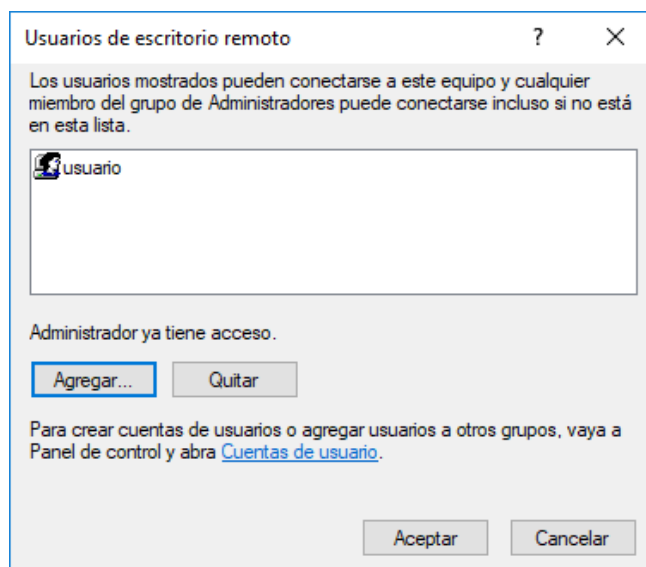 Usuarios de escritorio remoto
?
Los usuarios mostrados pueden conectarse a este equipo y cualquier
miembro del grupo de Administradores puede conectarse incluso si no está
en esta lista.
usuario
Administrador ya tiene acceso.
Agregar... Quitar
Para crear cuentas de usuarios o agregar usuarios a otros grupos, vaya a
Panel de control y abra Cuentas de usuario.
Aceptar Cancelar